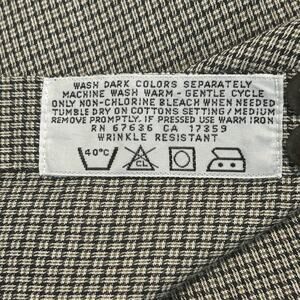 WASH DARK COLORS SEPARATELY
MACHINE WASH WARM - GENTLE CYCLE
ONLY NON-CHLORINE BLEACH WHEN NEEDED
TUMBLE DRY ON COTTONS SETTING/MEDIUM
REMOVE PROMPTLY. IF PRESSED USE WARM IRON
RN 67636 CA 17359
WRINKLE RESISTANT
40°C CL